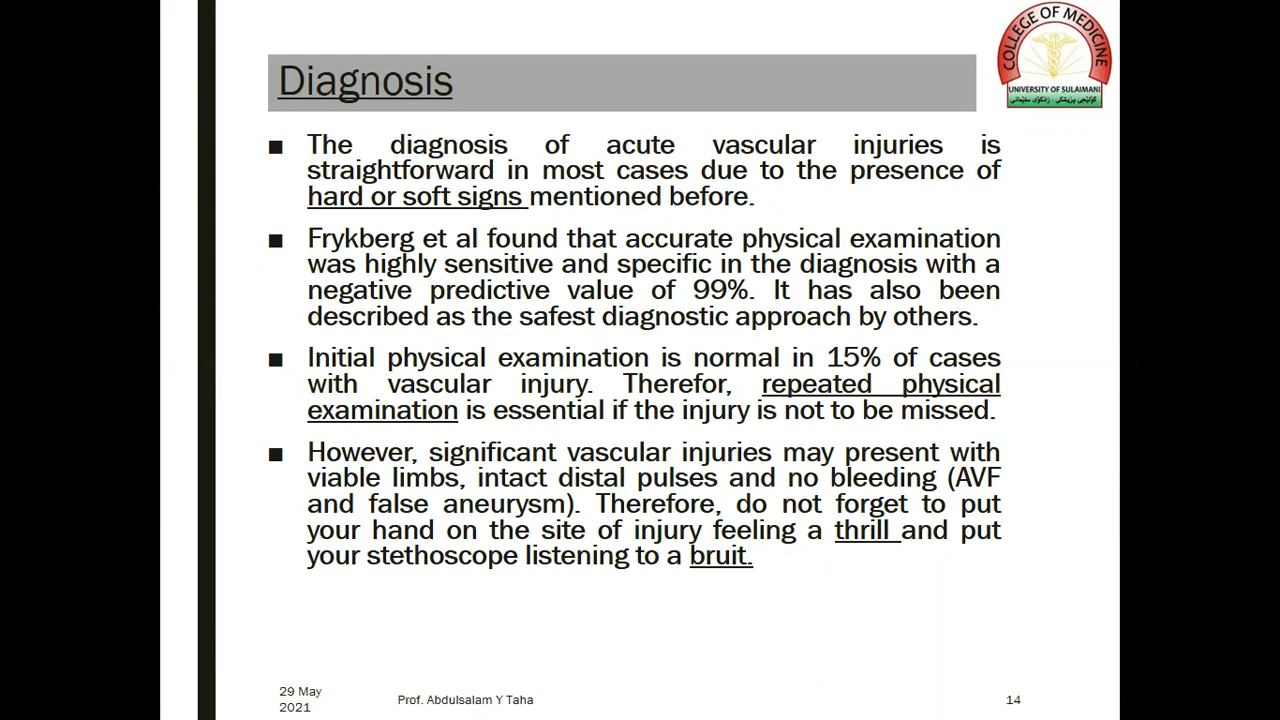 COLLEGE OF MEDICINE
UNIVERSITY OF SULAIMANI
كۆلێجی پزیشكی - زانكۆی سلێمانی
Diagnosis
■ The diagnosis of acute vascular injuries is
straightforward in most cases due to the presence of
hard or soft signs mentioned before.
■ Frykberg et al found that accurate physical examination
was highly sensitive and specific in the diagnosis with a
negative predictive value of 99%. It has also been
described as the safest diagnostic approach by others.
■ Initial physical examination is normal in 15% of cases
with vascular injury. Therefor, repeated physical
examination is essential if the injury is not to be missed.
■ However, significant vascular injuries may present with
viable limbs, intact distal pulses and no bleeding (AVF
and false aneurysm). Therefore, do not forget to put
your hand on the site of injury feeling a thrill and put
your stethoscope listening to a bruit.
29 May
2021
Prof. Abdulsalam Y Taha
14